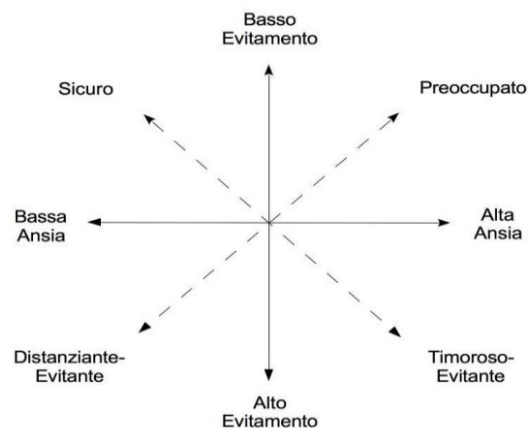 Basso
Evitamento
Sicuro
Preoccupato
Bassa
Ansia
Alta
Ansia
Distanziante-
Evitante
Timoroso-
Evitante
Alto
Evitamento